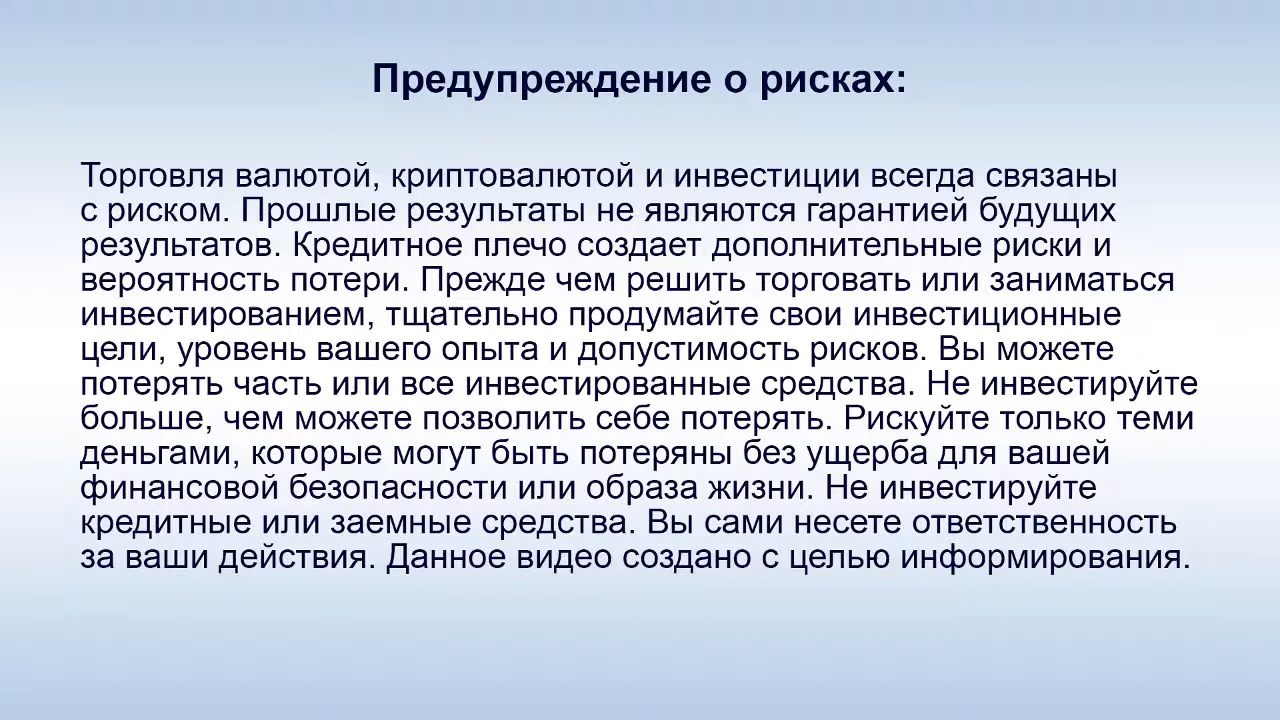 Предупреждение о рисках:
Торговля валютой, криптовалютой и инвестиции всегда связаны
с риском. Прошлые результаты не являются гарантией будущих
результатов. Кредитное плечо создает дополнительные риски и
вероятность потери. Прежде чем решить торговать или заниматься
инвестированием, тщательно продумайте свои инвестиционные
цели, уровень вашего опыта и допустимость рисков. Вы можете
потерять часть или все инвестированные средства. Не инвестируйте
больше, чем можете позволить себе потерять. Рискуйте только теми
деньгами, которые могут быть потеряны без ущерба для вашей
финансовой безопасности или образа жизни. Не инвестируйте
кредитные или заемные средства. Вы сами несете ответственность
за ваши действия. Данное видео создано с целью информирования.